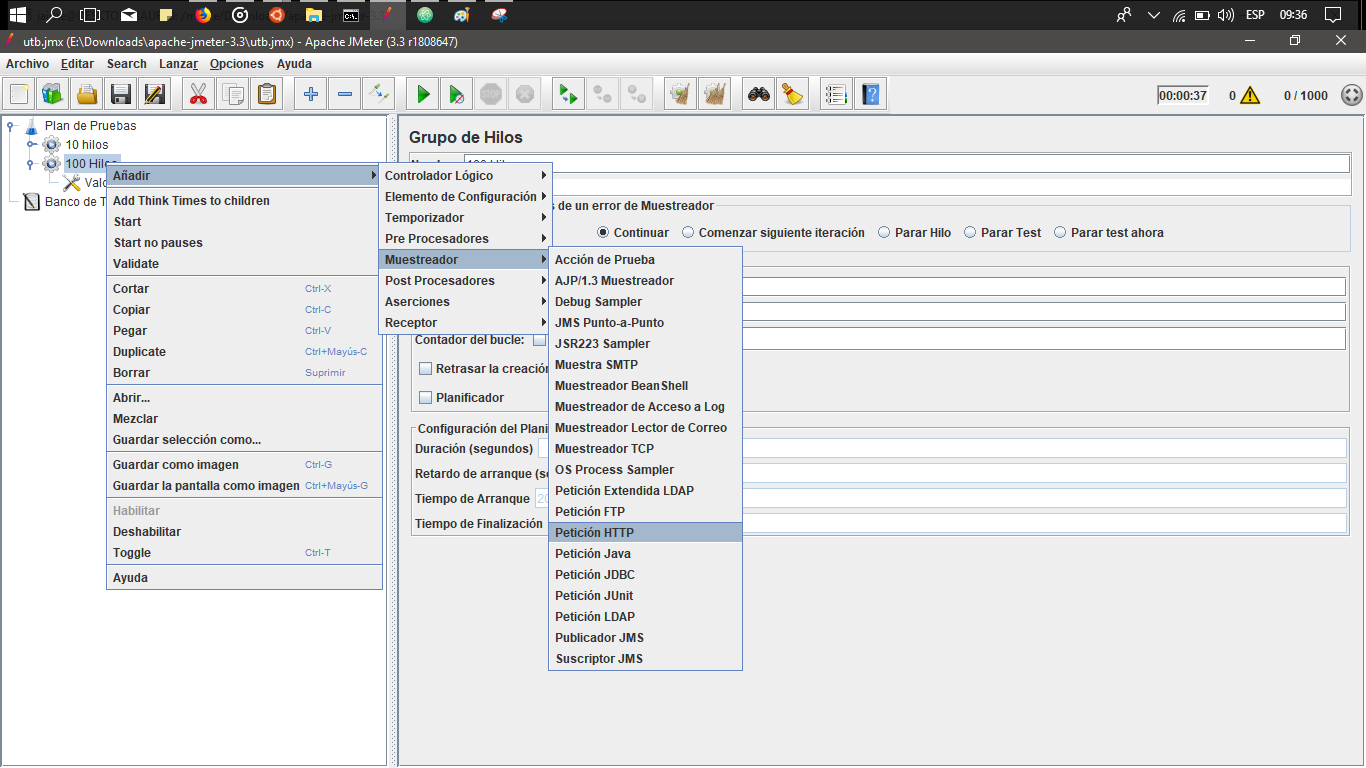 ESP 09:36
utb.jmx (E:\Downloads\apache-jmeter-3.3\utb.jmx) - Apache JMeter (3.3 r1808647)
Archivo Editar Search Lanzar Opciones Ayuda
STOP 00:00:37 0 0 / 1000
Plan de Pruebas
10 hilos
100 Hilos
Banco de T
Añadir
Add Think Times to children
Start
Start no pauses
Validate
Cortar Ctrl-X
Copiar Ctrl-C
Pegar Ctrl-V
Duplicate Ctrl+Mayús-C
Borrar Suprimir
Abrir...
Mezclar
Guardar selección como...
Guardar como imagen Ctrl-G
Guardar la pantalla como imagen Ctrl+Mayús-G
Habilitar
Deshabilitar
Toggle Ctrl-T
Ayuda
Controlador Lógico
Elemento de Configuración
Temporizador
Pre Procesadores
Muestreador
Post Procesadores
Aserciones
Receptor
Acción de Prueba
AJP/1.3 Muestreador
Debug Sampler
JMS Punto-a-Punto
JSR223 Sampler
Muestra SMTP
Muestreador BeanShell
Muestreador de Acceso a Log
Muestreador Lector de Correo
Muestreador TCP
OS Process Sampler
Petición Extendida LDAP
Petición FTP
Petición HTTP
Petición Java
Petición JDBC
Petición JUnit
Petición LDAP
Publicador JMS
Suscriptor JMS
Grupo de Hilos
de un error de Muestreador
Continuar Comenzar siguiente iteración Parar Hilo Parar Test Parar test ahora
Contador del bucle:
Retrasar la creación
Planificador
Configuración del Plani
Duración (segundos)
Retardo de arranque (se
Tiempo de Arranque 20
Tiempo de Finalización